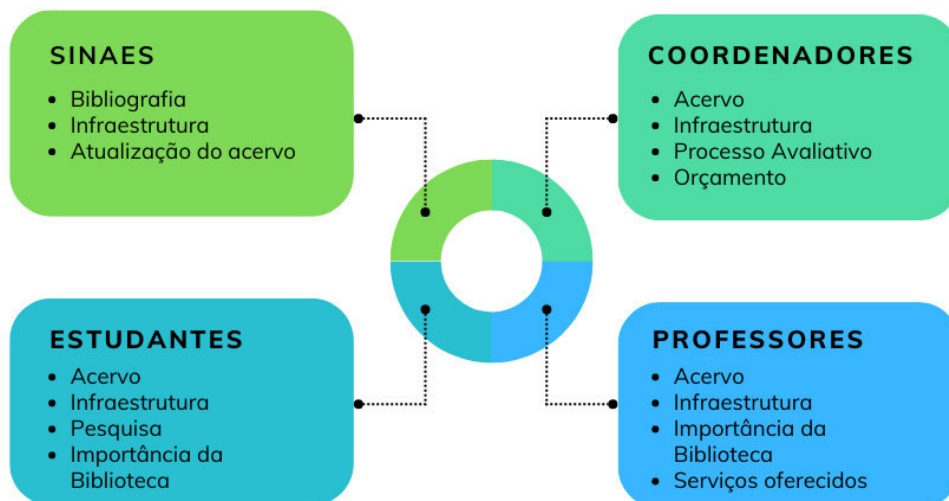 SINAES
• Bibliografia
• Infraestrutura
• Atualização do acervo
COORDENADORES
• Acervo
• Infraestrutura
• Processo Avaliativo
• Orçamento
ESTUDANTES
• Acervo
• Infraestrutura
• Pesquisa
• Importância da
Biblioteca
PROFESSORES
• Acervo
• Infraestrutura
• Importância da
Biblioteca
• Serviços oferecidos